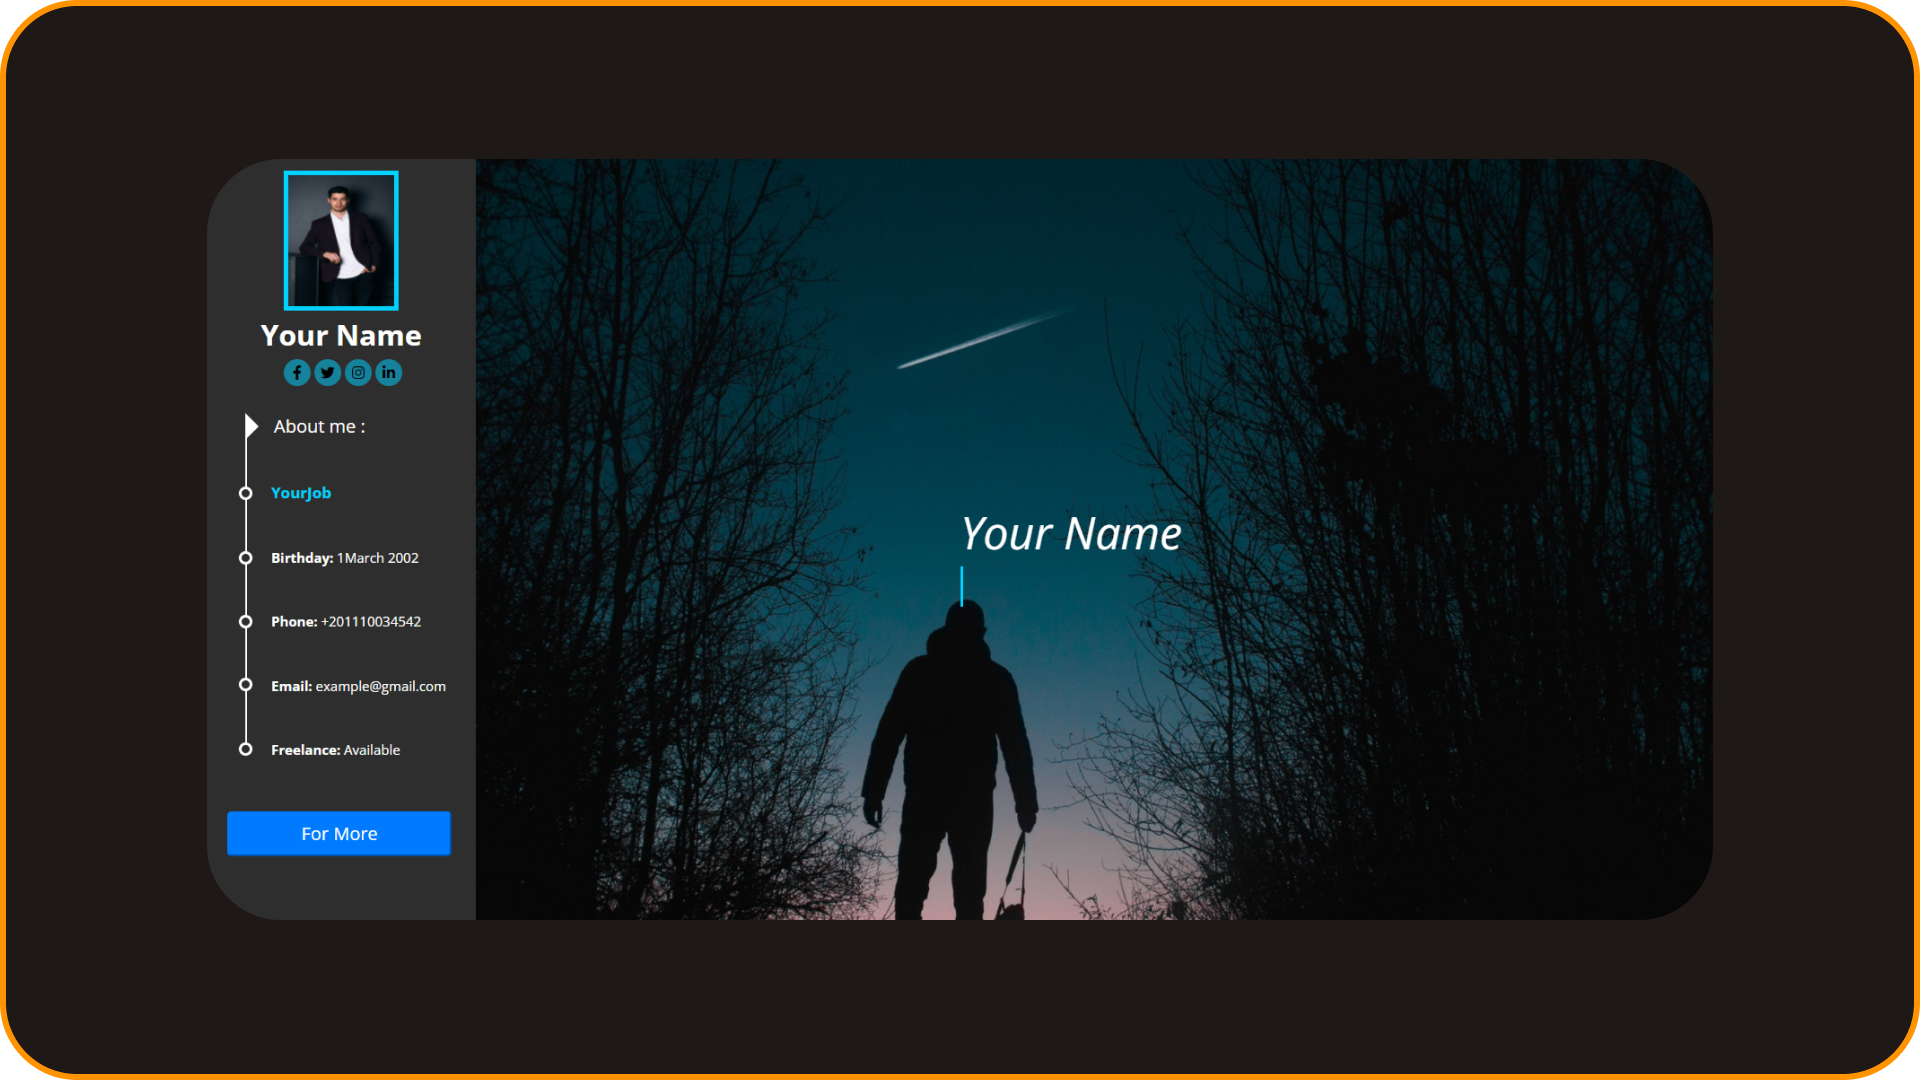 Your Name
About me :
YourJob
Birthday: 1March 2002
Phone: +201110034542
Email: example@gmail.com
Freelance: Available
For More
Your Name